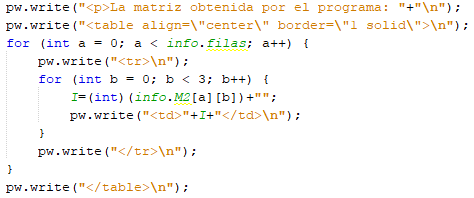 pw.write("<p>La matriz obtenida por el programa: "+"\n");
pw.write("<table align=\"center\" border=\"1 solid\">\n");
for (int a = 0; a < info.filas; a++) {
    pw.write("<tr>\n");
    for (int b = 0; b < 3; b++) {
        I=(int)(info.M2[a][b])+"";
        pw.write("<td>"+I+"</td>\n");
    }
    pw.write("</tr>\n");
}
pw.write("</table>\n");